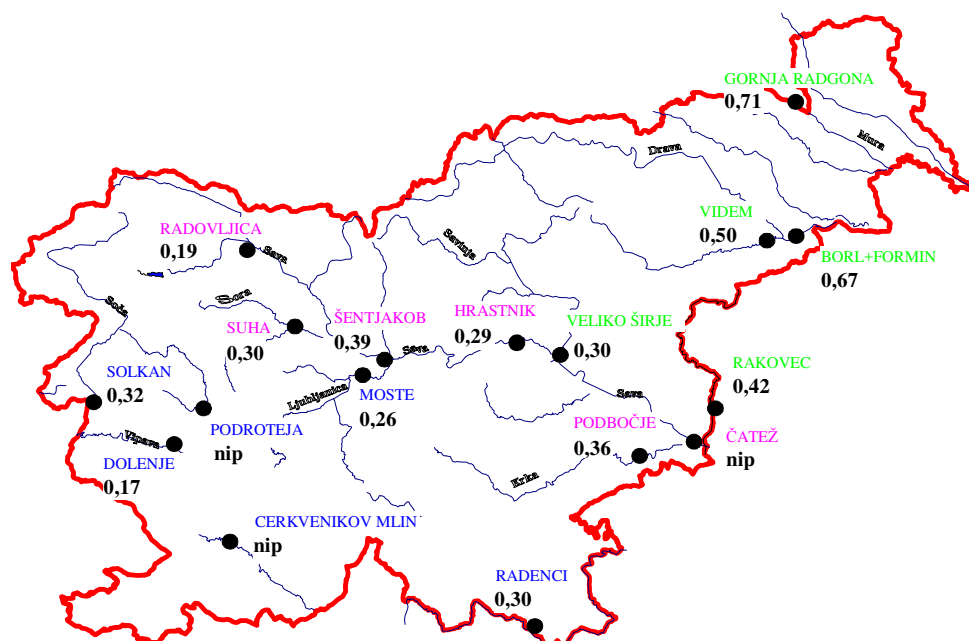 GORNJA RADGONA
0,71
Mura
Drava
VIDEM
0,50
BORL+FORMIN
0,67
RADOVLJICA
0,19
Sava
Savinja
Sora
Soča
SUHA
0,30
ŠENTJAKOB
0,39
Sava
HRASTNIK
0,29
VELIKO ŠIRJE
0,30
RAKOVEC
0,42
SOLKAN
0,32
Ljubljanica
MOSTE
0,26
Sava
PODROTEJA
nip
Vipava
DOLENJE
0,17
PODBOČJE
0,36
ČATEŽ
nip
Krka
CERKVENIKOV MLIN
nip
RADENCI
0,30